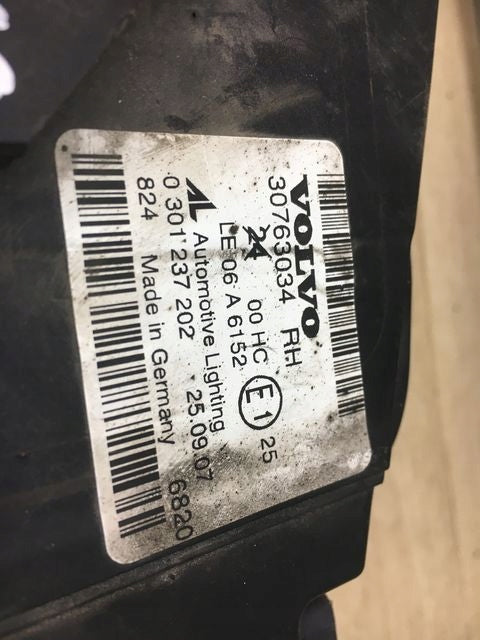 VOLVO
30763034 RH
24 00 HC E1 25
LE 06 A 6152
AL Automotive Lighting
0 301 237 202 25.09.07
824 Made in Germany 6820